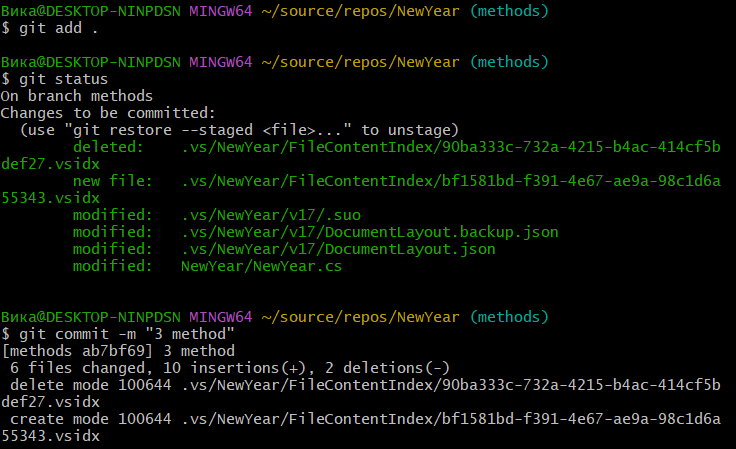 Вика@DESKTOP-NINPDSN MINGW64 ~/source/repos/NewYear (methods)
$ git add .
Вика@DESKTOP-NINPDSN MINGW64 ~/source/repos/NewYear (methods)
$ git status
On branch methods
Changes to be committed:
  (use "git restore --staged <file>..." to unstage)
        deleted:    .vs/NewYear/FileContentIndex/90ba333c-732a-4215-b4ac-414cf5b
def27.vsidx
        new file:   .vs/NewYear/FileContentIndex/bf1581bd-f391-4e67-ae9a-98c1d6a
55343.vsidx
        modified:   .vs/NewYear/v17/.suo
        modified:   .vs/NewYear/v17/DocumentLayout.backup.json
        modified:   .vs/NewYear/v17/DocumentLayout.json
        modified:   NewYear/NewYear.cs
Вика@DESKTOP-NINPDSN MINGW64 ~/source/repos/NewYear (methods)
$ git commit -m "3 method"
[methods ab7bf69] 3 method
 6 files changed, 10 insertions(+), 2 deletions(-)
 delete mode 100644 .vs/NewYear/FileContentIndex/90ba333c-732a-4215-b4ac-414cf5b
def27.vsidx
 create mode 100644 .vs/NewYear/FileContentIndex/bf1581bd-f391-4e67-ae9a-98c1d6a
55343.vsidx